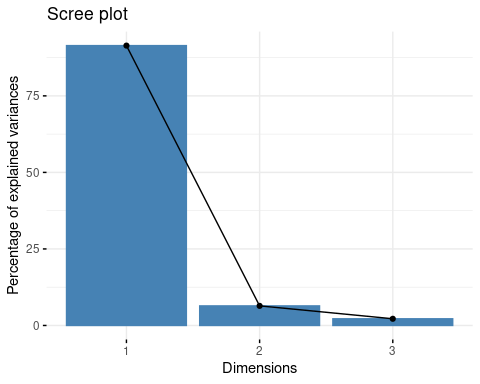 Scree plot
Percentage of explained variances
75
50
25
0
1 2 3
Dimensions